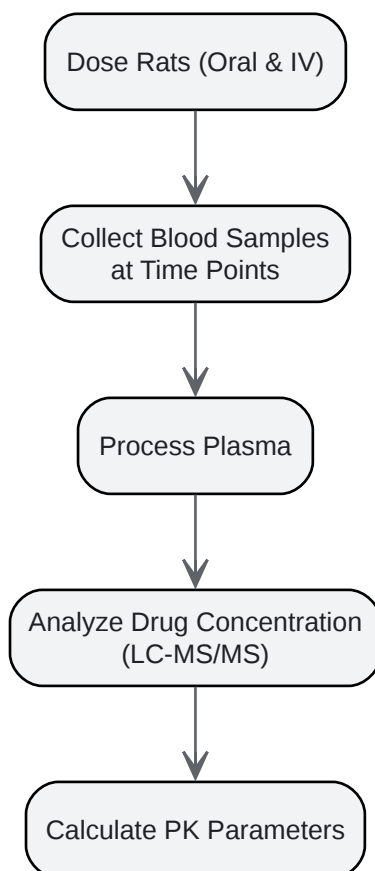 Dose Rats (Oral & IV)
Collect Blood Samples
at Time Points
Process Plasma
Analyze Drug Concentration
(LC-MS/MS)
Calculate PK Parameters